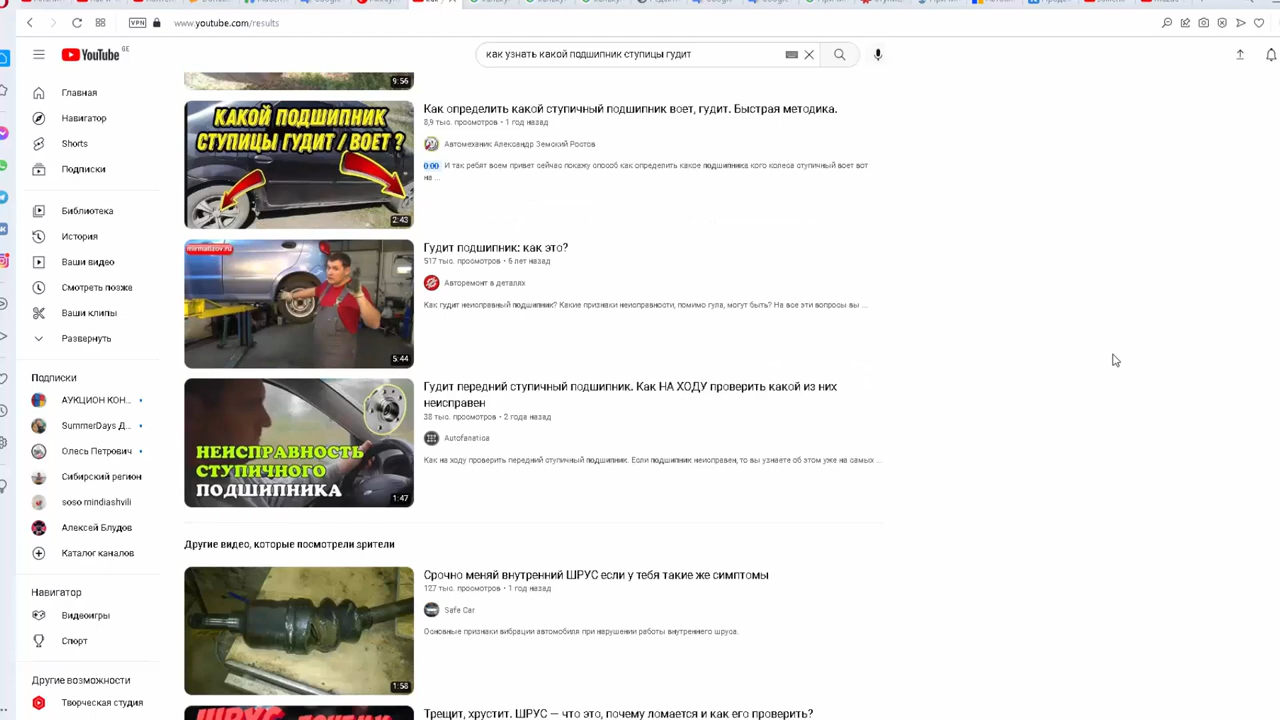 VPN
www.youtube.com/results
YouTube GE
как узнать какой подшипник ступицы гудит
Главная
Навигатор
Shorts
Подписки
Библиотека
История
Ваши видео
Смотреть позже
Ваши клипы
Развернуть
Подписки
АУКЦИОН КОН...
SummerDays Д...
Олесь Петрович
Сибирский регион
soso mindiashvili
Алексей Блудов
Каталог каналов
Навигатор
Видеоигры
Спорт
Другие возможности
Творческая студия
9:56
КАКОЙ ПОДШИПНИК
СТУПИЦЫ ГУДИТ / ВОЕТ ?
2:43
Как определить какой ступичный подшипник воет, гудит. Быстрая методика.
8,9 тыс. просмотров • 1 год назад
Автомеханик Александр Земский Ростов
0:00 И так ребят всем привет сейчас покажу способ как определить какое подшипника кого колеса ступичный воет вот
на ...
mirmatizov.ru
5:44
Гудит подшипник: как это?
517 тыс. просмотров • 6 лет назад
Авторемонт в деталях
Как гудит неисправный подшипник? Какие признаки неисправности, помимо гула, могут быть? На все эти вопросы вы ...
НЕИСПРАВНОСТЬ
СТУПИЧНОГО
ПОДШИПНИКА
1:47
Гудит передний ступичный подшипник. Как НА ХОДУ проверить какой из них
неисправен
38 тыс. просмотров • 2 года назад
Autofanatica
Как на ходу проверить передний ступичный подшипник. Если подшипник неисправен, то вы узнаете об этом уже на самых ...
Другие видео, которые посмотрели зрители
1:58
Срочно меняй внутренний ШРУС если у тебя такие же симптомы
127 тыс. просмотров • 1 год назад
Safe Car
Основные признаки вибрации автомобиля при нарушении работы внутреннего шруса.
Трещит, хрустит. ШРУС — что это, почему ломается и как его проверить?